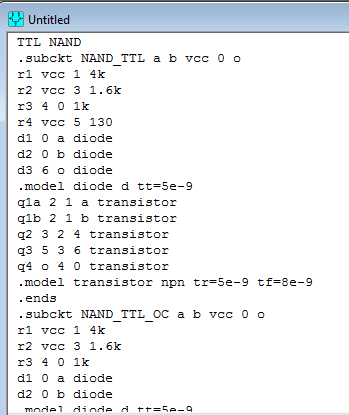 Untitled
TTL NAND
.subckt NAND_TTL a b vcc 0 o
r1 vcc 1 4k
r2 vcc 3 1.6k
r3 4 0 1k
r4 vcc 5 130
d1 0 a diode
d2 0 b diode
d3 6 o diode
.model diode d tt=5e-9
q1a 2 1 a transistor
q1b 2 1 b transistor
q2 3 2 4 transistor
q3 5 3 6 transistor
q4 o 4 0 transistor
.model transistor npn tr=5e-9 tf=8e-9
.ends
.subckt NAND_TTL_OC a b vcc 0 o
r1 vcc 1 4k
r2 vcc 3 1.6k
r3 4 0 1k
d1 0 a diode
d2 0 b diode
.model diode d tt=5e-9